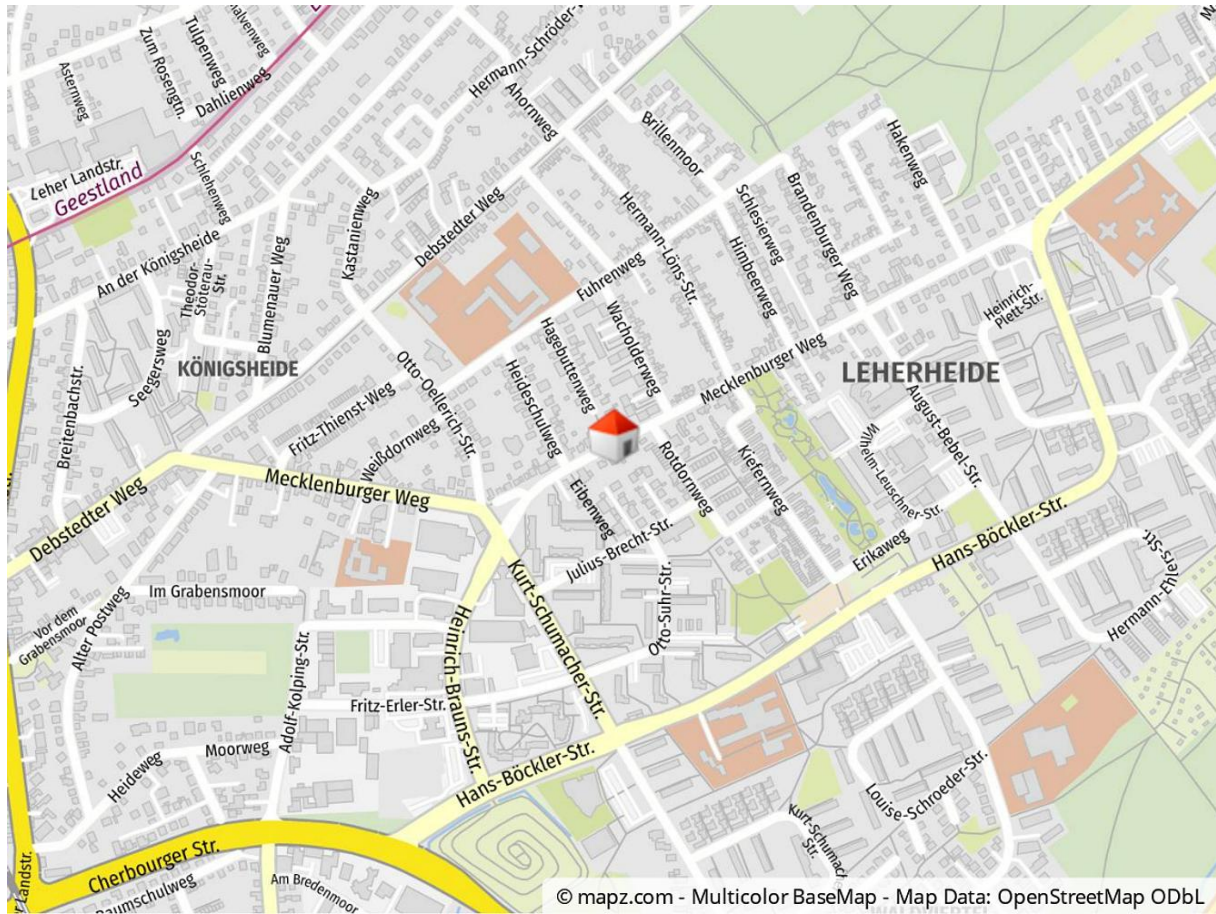 Malvenweg
Tulpenweg
Zum Rosengtn.
Asternweg
Dahlienweg
Hermann-Schröder-
Ahornweg
Brillenmoor
Hakenweg
Leher Landstr.
Geestland
Schlehenweg
Kastanienweg
Debstedter Weg
Hermann-Löns-Str.
Schlesierweg
Brandenburger Weg
Himbeerweg
An der Königsheide
Theodor-
Stöterau-
Str.
Blumenauer Weg
Fuhrenweg
Wacholderweg
Heinrich-
Plett-Str.
Seegersweg
Breitenbachstr.
KÖNIGSHEIDE
Otto-Oellerich-Str.
Hagebuttenweg
Heideschulweg
Mecklenburger Weg
LEHERHEIDE
Fritz-Thienst-Weg
Weißdornweg
August-Bebel-Str.
Wilhelm-Leuschner-Str.
Rotdornweg
Kiefernweg
Mecklenburger Weg
Debstedter Weg
Eibenweg
Julius-Brecht-Str.
Erikaweg
Hans-Böckler-Str.
Hermann-Ehlers-Str.
Im Grabensmoor
Vor dem
Grabensmoor
Alter Postweg
Kurt-Schumacher-Str.
Otto-Suhr-Str.
Heinrich-Brauns-Str.
Adolf-Kolping-Str.
Fritz-Erler-Str.
Moorweg
Heideweg
Hans-Böckler-Str.
Louise-Schroeder-Str.
Kurt-Schumach
Str.
Cherbourger Str.
r Landstr.
Baumschulweg
Am Bredenmoor
© mapz.com - Multicolor BaseMap - Map Data: OpenStreetMap ODbL